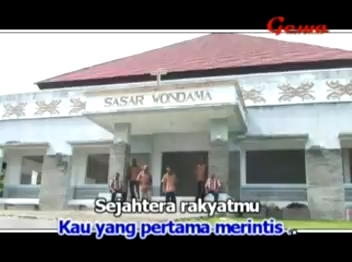 Gema
SASAR WONDAMA
Sejahtera rakyatmu
Kau yang pertama merintis ..